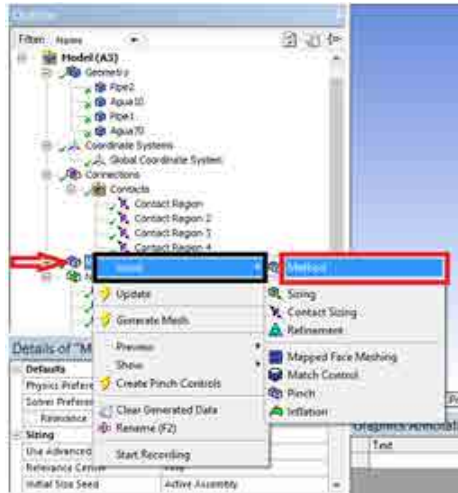 Filter: Name
Model (A3)
Geometry
Pipe2
Agua10
Pipe1
Agua70
Coordinate Systems
Global Coordinate System
Connections
Contacts
Contact Region
Contact Region 2
Contact Region 3
Contact Region 4
Insert
Method
Update
Sizing
Contact Sizing
Generate Mesh
Refinement
Preview
Mapped Face Meshing
Show
Match Control
Create Pinch Controls
Pinch
Inflation
Clear Generated Data
Rename (F2)
Start Recording
Details of "M
Defaults
Physics Prefere
Solver Preferen
Relevance
Sizing
Use Advanced
Relevance Center
Initial Size Seed
Active Assembly
Graphics Annotati
Text